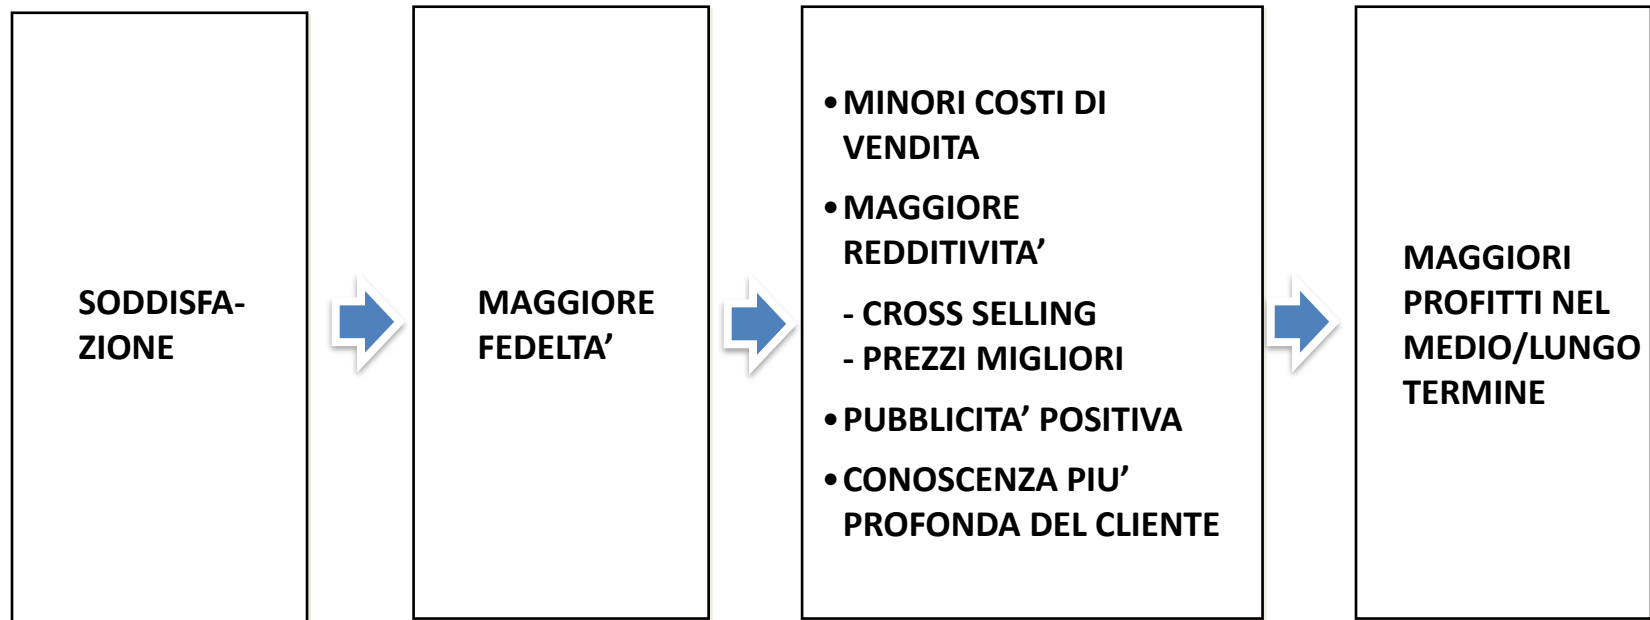 SODDISFA-
ZIONE
MAGGIORE
FEDELTA’
•MINORI COSTI DI
VENDITA
•MAGGIORE
REDDITIVITA’
- CROSS SELLING
- PREZZI MIGLIORI
•PUBBLICITA’ POSITIVA
•CONOSCENZA PIU’
PROFONDA DEL CLIENTE
MAGGIORI
PROFITTI NEL
MEDIO/LUNGO
TERMINE